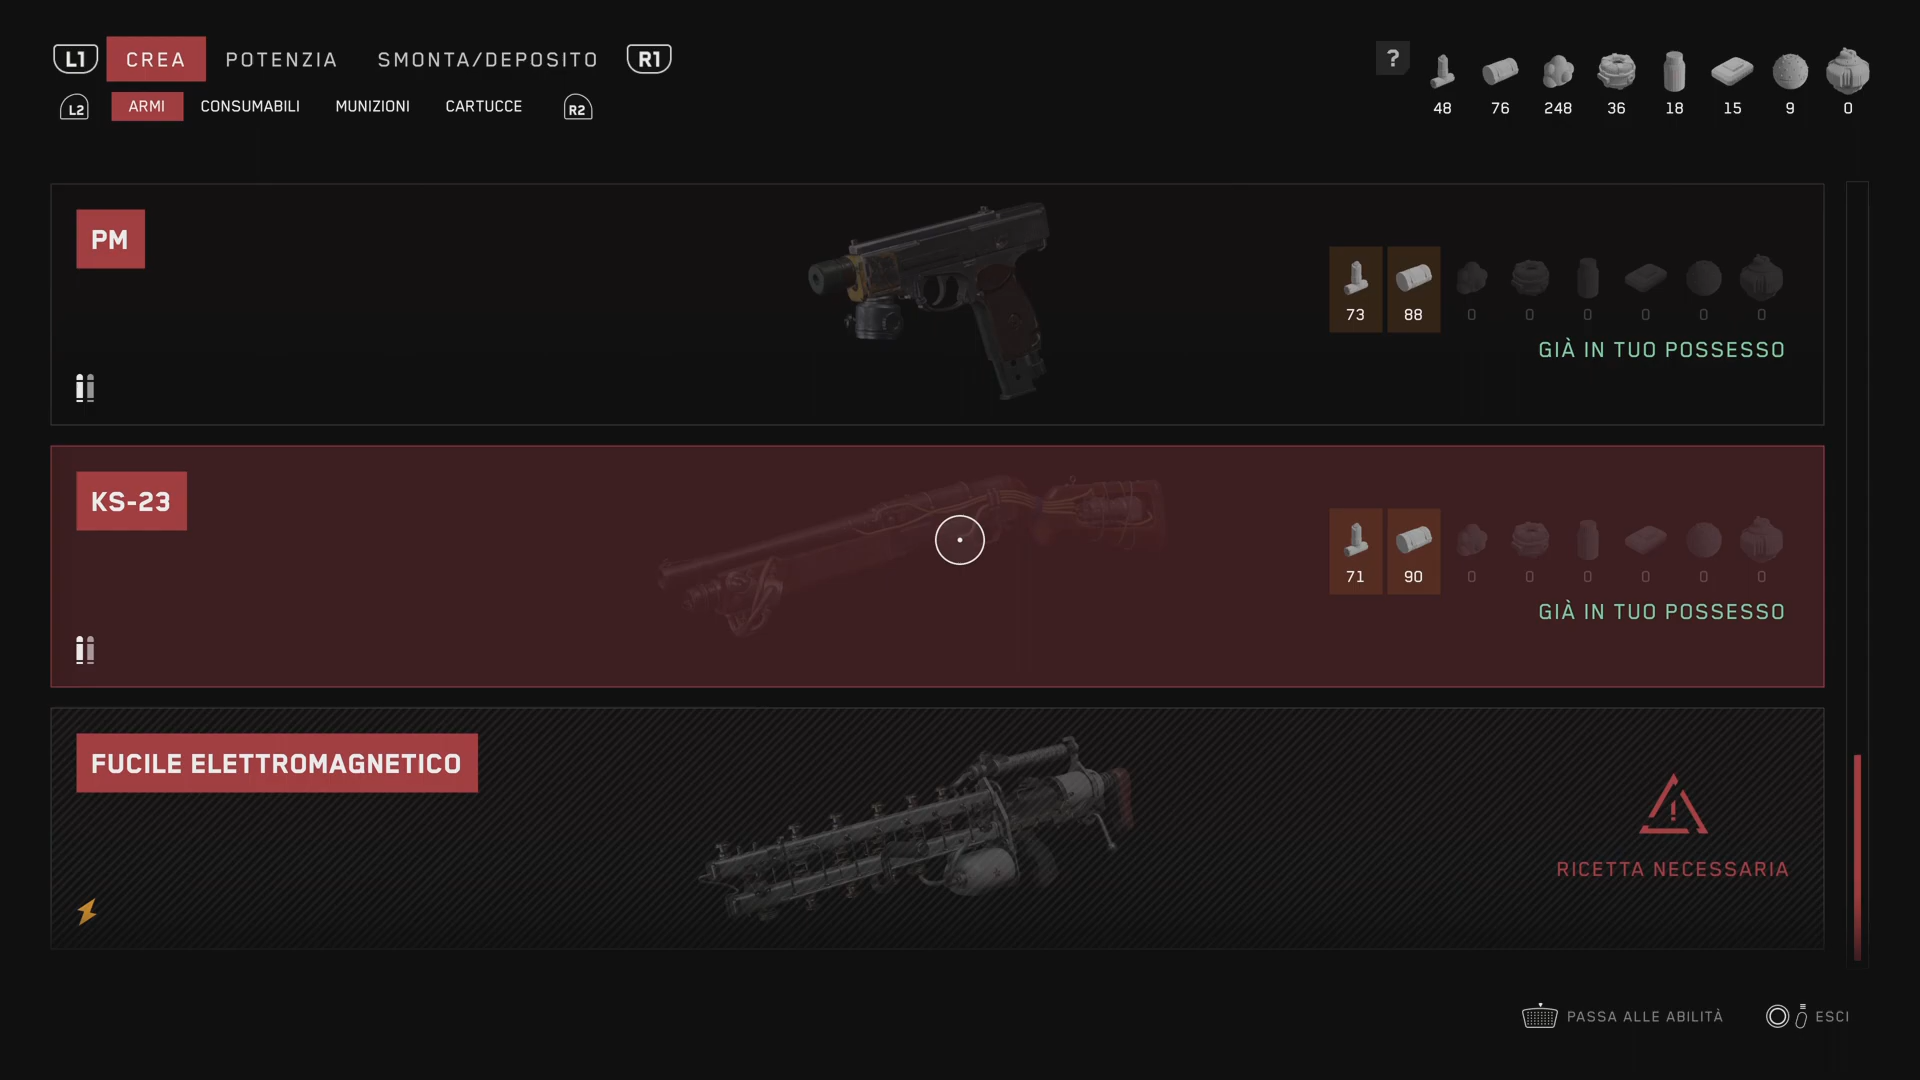 L1 CREA POTENZIA SMONTA/DEPOSITO R1
L2 ARMI CONSUMABILI MUNIZIONI CARTUCCE R2
?
48 76 248 36 18 15 9 0
PM
73 88 0 0 0 0 0 0
GIÀ IN TUO POSSESSO
KS-23
71 90 0 0 0 0 0 0
GIÀ IN TUO POSSESSO
FUCILE ELETTROMAGNETICO
RICETTA NECESSARIA
PASSA ALLE ABILITÀ ESCI